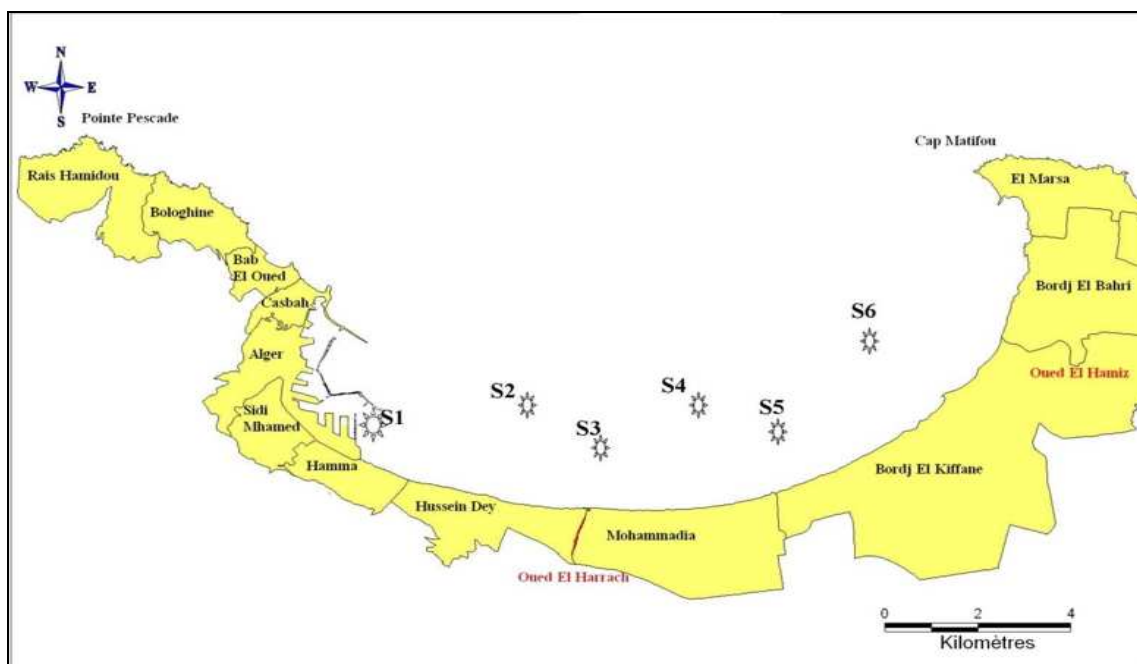 N
W E
S
Pointe Pescade
Cap Matifou
Rais Hamidou
El Marsa
Bologhine
Bab
El Oued
Bordj El Bahri
Casbah
S6
Alger
Oued El Hamiz
S2
S4
Sidi
Mhamed
S1
S3
S5
Hamma
Bordj El Kiffane
Hussein Dey
Mohammadia
Oued El Harrach
0 2 4
Kilomètres